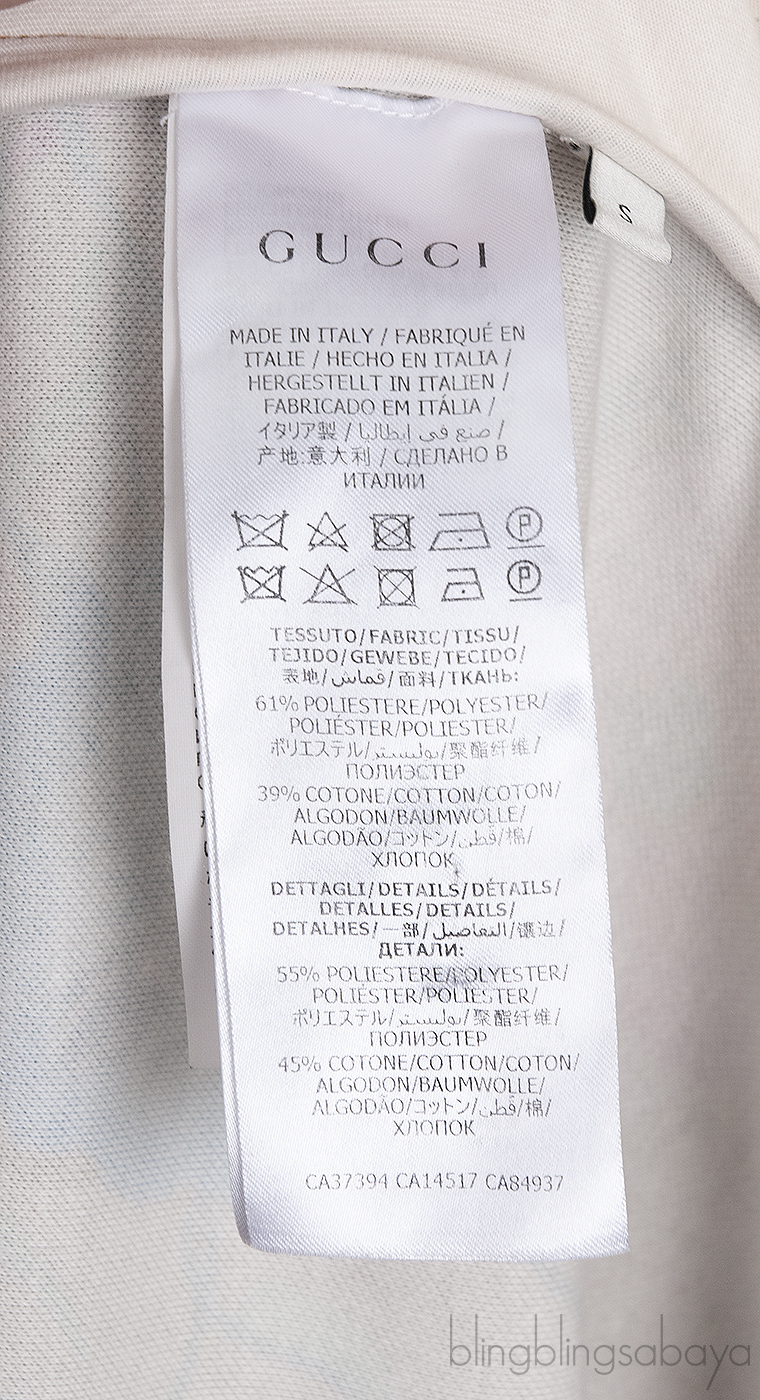 GUCCI
S
MADE IN ITALY / FABRIQUÉ EN
ITALIE / HECHO EN ITALIA /
HERGESTELLT IN ITALIEN /
FABRICADO EM ITÁLIA /
イタリア製 / صنع في إيطاليا /
产地:意大利 / СДЕЛАНО В
ИТАЛИИ
P
P
TESSUTO/FABRIC/TISSU/
TEJIDO/GEWEBE/TECIDO/
表地/قماش/面料/ТКАНЬ:
61% POLIESTERE/POLYESTER/
POLIÉSTER/POLIESTER/
ポリエステル/بوليستر/聚酯纤维/
ПОЛИЭСТЕР
39% COTONE/COTTON/COTON/
ALGODON/BAUMWOLLE/
ALGODÃO/コットン/قطن/棉/
ХЛОПОК
DETTAGLI/DETAILS/DÉTAILS/
DETALLES/DETAILS/
DETALHES/一部/التفاصيل/镶边/
ДЕТАЛИ:
55% POLIESTERE/POLYESTER/
POLIÉSTER/POLIESTER/
ポリエステル/بوليستر/聚酯纤维/
ПОЛИЭСТЕР
45% COTONE/COTTON/COTON/
ALGODON/BAUMWOLLE/
ALGODÃO/コットン/قطن/棉/
ХЛОПОК
CA37394 CA14517 CA84937
blingblingsabaya